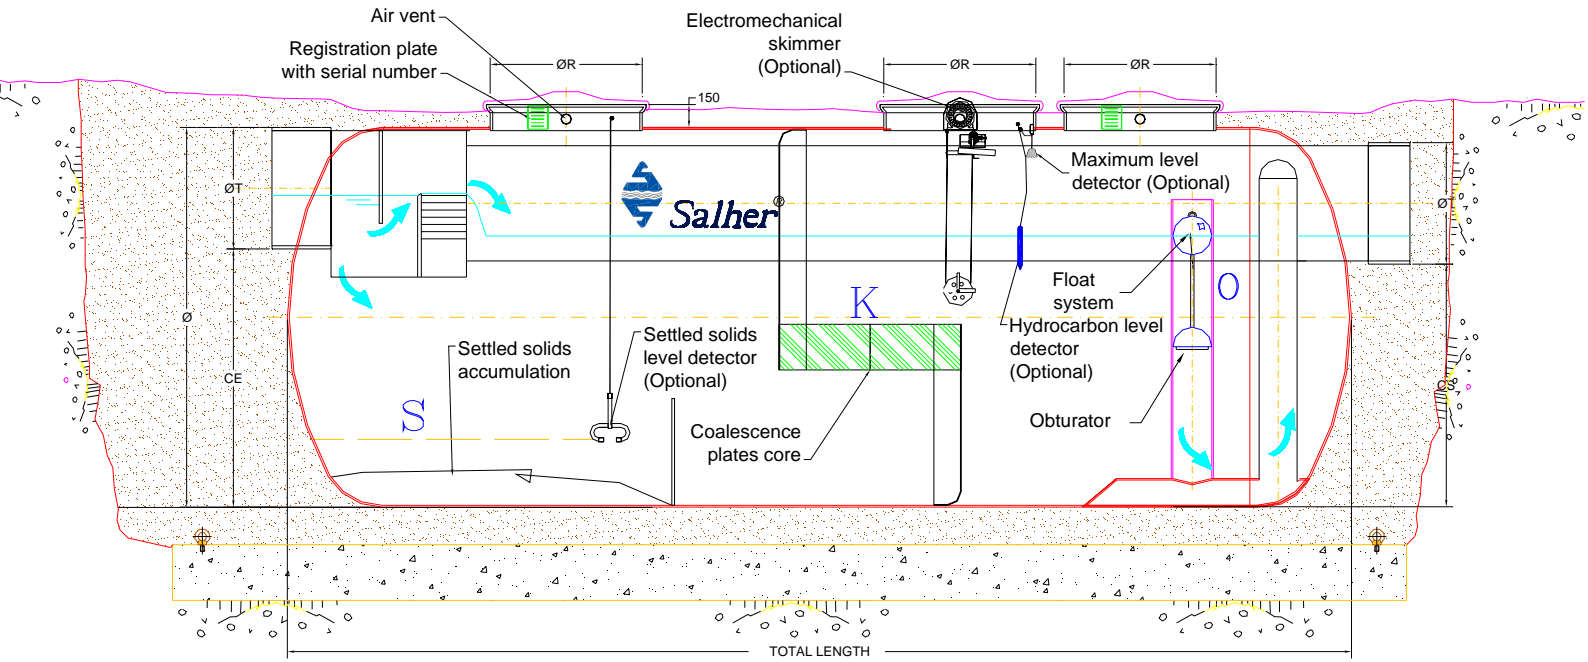 Air vent
Registration plate
with serial number
Electromechanical
skimmer
(Optional)
ØR
ØR
ØR
150
Maximum level
detector (Optional)
ØT
Salher
®
Ø
CE
K
O
S
Float
system
Hydrocarbon level
detector
(Optional)
Settled solids
accumulation
Settled solids
level detector
(Optional)
Coalescence
plates core
Obturator
TOTAL LENGTH